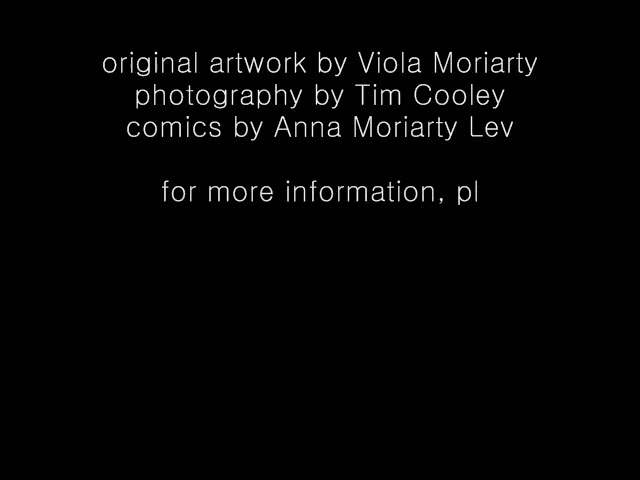 original artwork by Viola Moriarty
photography by Tim Cooley
comics by Anna Moriarty Lev
for more information, pl